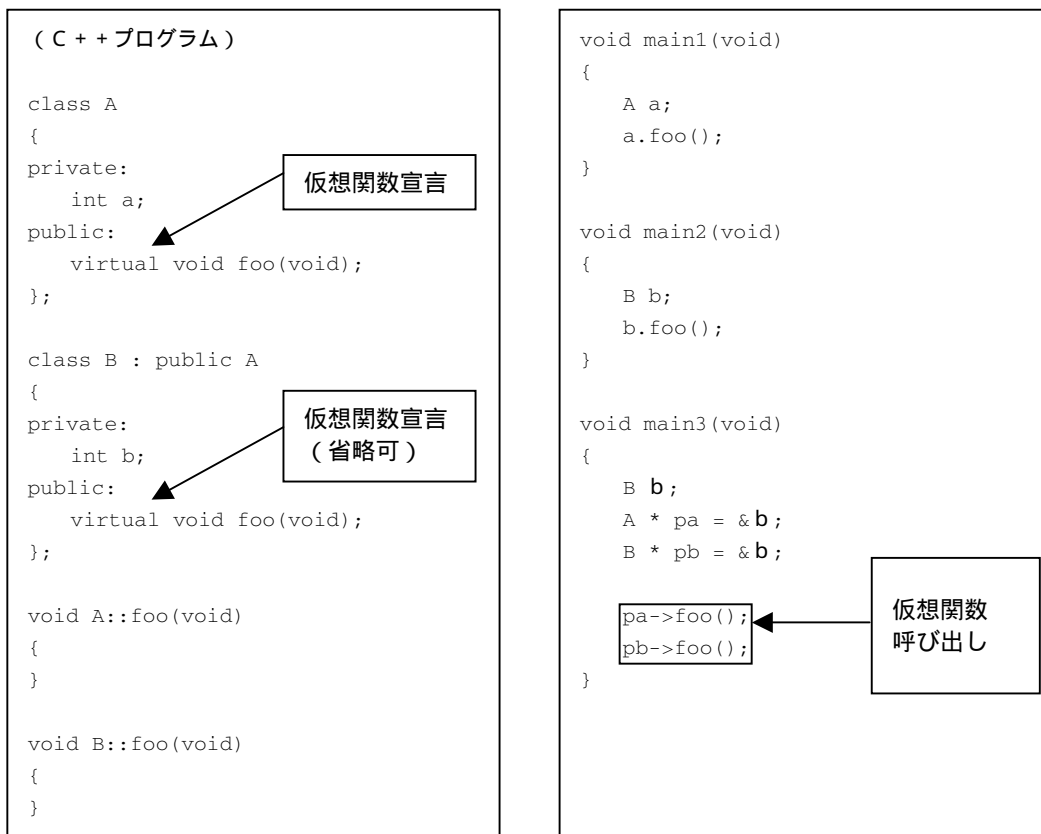 (C++プログラム)
class A
{
private:
int a;
仮想関数宣言
public:
virtual void foo(void);
};
class B : public A
{
private:
int b;
仮想関数宣言
(省略可)
public:
virtual void foo(void);
};
void A::foo(void)
{
}
void B::foo(void)
{
}
void main1(void)
{
A a;
a.foo();
}
void main2(void)
{
B b;
b.foo();
}
void main3(void)
{
B b;
A * pa = &b;
B * pb = &b;
pa->foo();
pb->foo();
仮想関数
呼び出し
}